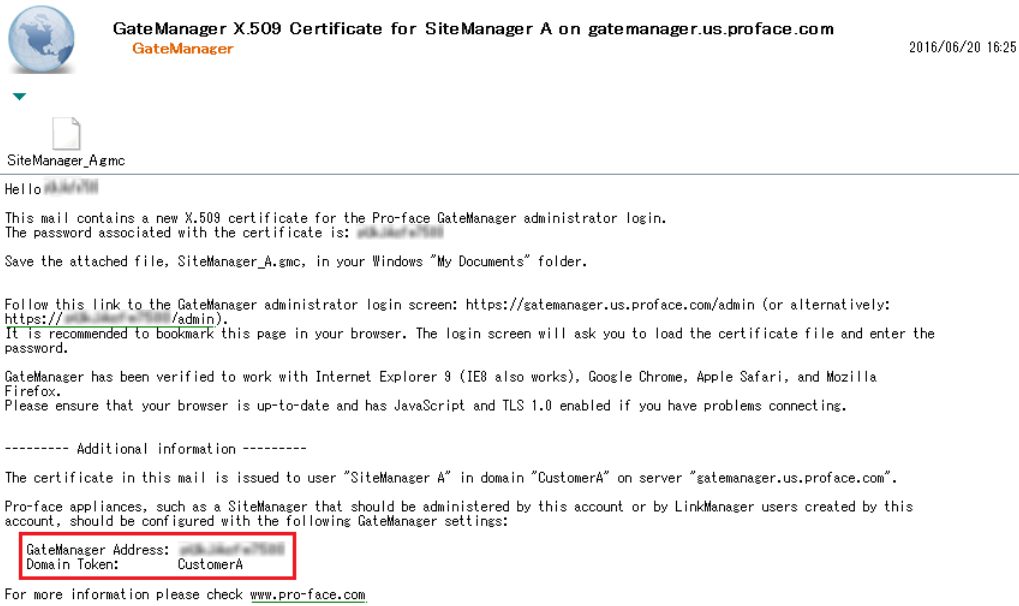 GateManager X.509 Certificate for SiteManager A on gatemanager.us.proface.com
GateManager
2016/06/20 16:25
SiteManager_A.gmc
Hello
This mail contains a new X.509 certificate for the Pro-face GateManager administrator login.
The password associated with the certificate is:
Save the attached file, SiteManager_A.gmc, in your Windows "My Documents" folder.
Follow this link to the GateManager administrator login screen: https://gatemanager.us.proface.com/admin (or alternatively:
https:// /admin).
It is recommended to bookmark this page in your browser. The login screen will ask you to load the certificate file and enter the
password.
GateManager has been verified to work with Internet Explorer 9 (IE8 also works), Google Chrome, Apple Safari, and Mozilla
Firefox.
Please ensure that your browser is up-to-date and has JavaScript and TLS 1.0 enabled if you have problems connecting.
--------- Additional information ---------
The certificate in this mail is issued to user "SiteManager A" in domain "CustomerA" on server "gatemanager.us.proface.com".
Pro-face appliances, such as a SiteManager that should be administered by this account or by LinkManager users created by this
account, should be configured with the following GateManager settings:
GateManager Address:
Domain Token: CustomerA
For more information please check www.pro-face.com